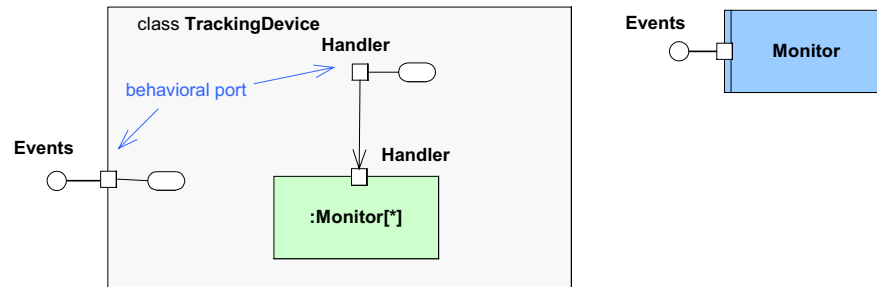 class TrackingDevice
Handler
behavioral port
Events
Handler
:Monitor[*]
Events
Monitor